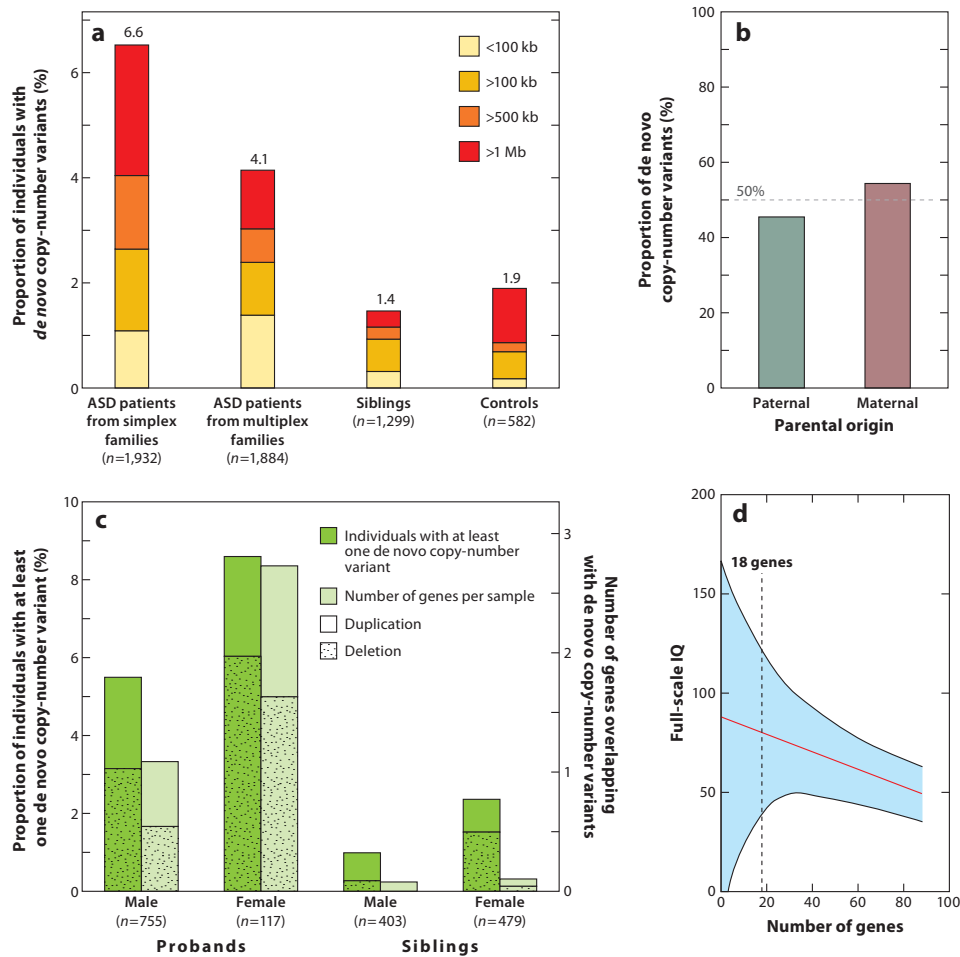 a
Proportion of individuals with
de novo copy-number variants (%)
6
4
2
0
6.6
4.1
1.4
1.9
<100 kb
>100 kb
>500 kb
>1 Mb
ASD patients
from simplex
families
(n=1,932)
ASD patients
from multiplex
families
(n=1,884)
Siblings
(n=1,299)
Controls
(n=582)
b
Proportion of de novo
copy-number variants (%)
100
80
60
40
20
0
50%
Paternal
Maternal
Parental origin
c
Proportion of individuals with at least
one de novo copy-number variant (%)
10
8
6
4
2
0
Individuals with at least
one de novo copy-number
variant
Number of genes per sample
Duplication
Deletion
3
2
1
0
Number of genes overlapping
with de novo copy-number variants
Male
(n=755)
Female
(n=117)
Male
(n=403)
Female
(n=479)
Probands
Siblings
d
Full-scale IQ
200
150
100
50
0
18 genes
0
20
40
60
80
100
Number of genes